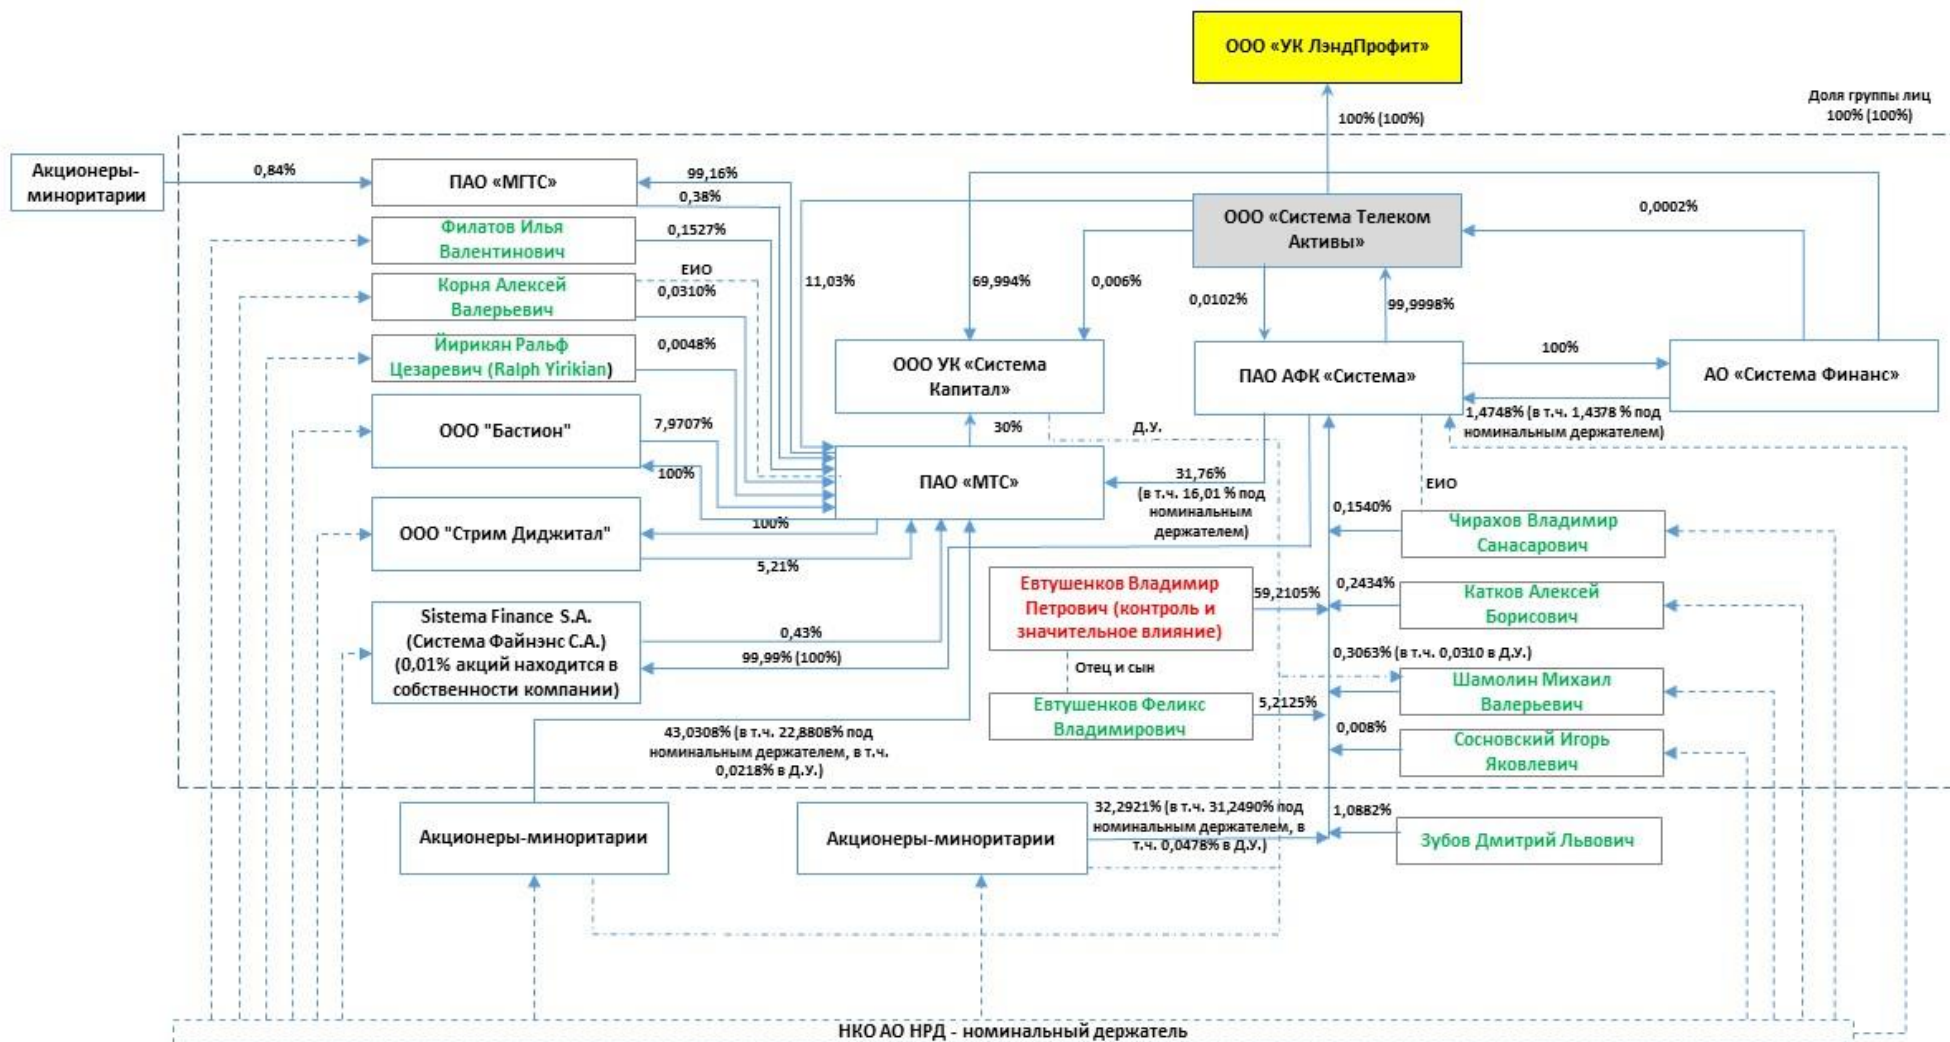 ООО «УК ЛэндПрофит»
Доля группы лиц
100% (100%)
100% (100%)
Акционеры-
миноритарии
0,84%
ПАО «МГТС»
99,16%
0,38%
Филатов Илья
Валентинович
0,1527%
ЕИО
Корня Алексей
Валерьевич
0,0310%
Йирикян Ральф
Цезаревич (Ralph Yirikian)
0,0048%
ООО "Бастион"
7,9707%
100%
ООО "Стрим Диджитал"
100%
5,21%
Sistema Finance S.A.
(Система Файнэнс С.А.)
(0,01% акций находится в
собственности компании)
0,43%
99,99% (100%)
11,03%
69,994%
0,006%
ООО «Система Телеком
Активы»
0,0002%
0,0102%
99,9998%
ООО УК «Система
Капитал»
ПАО АФК «Система»
100%
АО «Система Финанс»
1,4748% (в т.ч. 1,4378 % под
номинальным держателем)
30%
Д.У.
ПАО «МТС»
31,76%
(в т.ч. 16,01 % под
номинальным
держателем)
ЕИО
0,1540%
Чирахов Владимир
Санасарович
Евтушенков Владимир
Петрович (контроль и
значительное влияние)
59,2105%
0,2434%
Катков Алексей
Борисович
Отец и сын
0,3063% (в т.ч. 0,0310 в Д.У.)
Шамолин Михаил
Валерьевич
Евтушенков Феликс
Владимирович
5,2125%
0,008%
Сосновский Игорь
Яковлевич
43,0308% (в т.ч. 22,8808% под
номинальным держателем, в т.ч.
0,0218% в Д.У.)
Акционеры-миноритарии
Акционеры-миноритарии
32,2921% (в т.ч. 31,2490% под
номинальным держателем, в
т.ч. 0,0478% в Д.У.)
1,0882%
Зубов Дмитрий Львович
НКО АО НРД - номинальный держатель